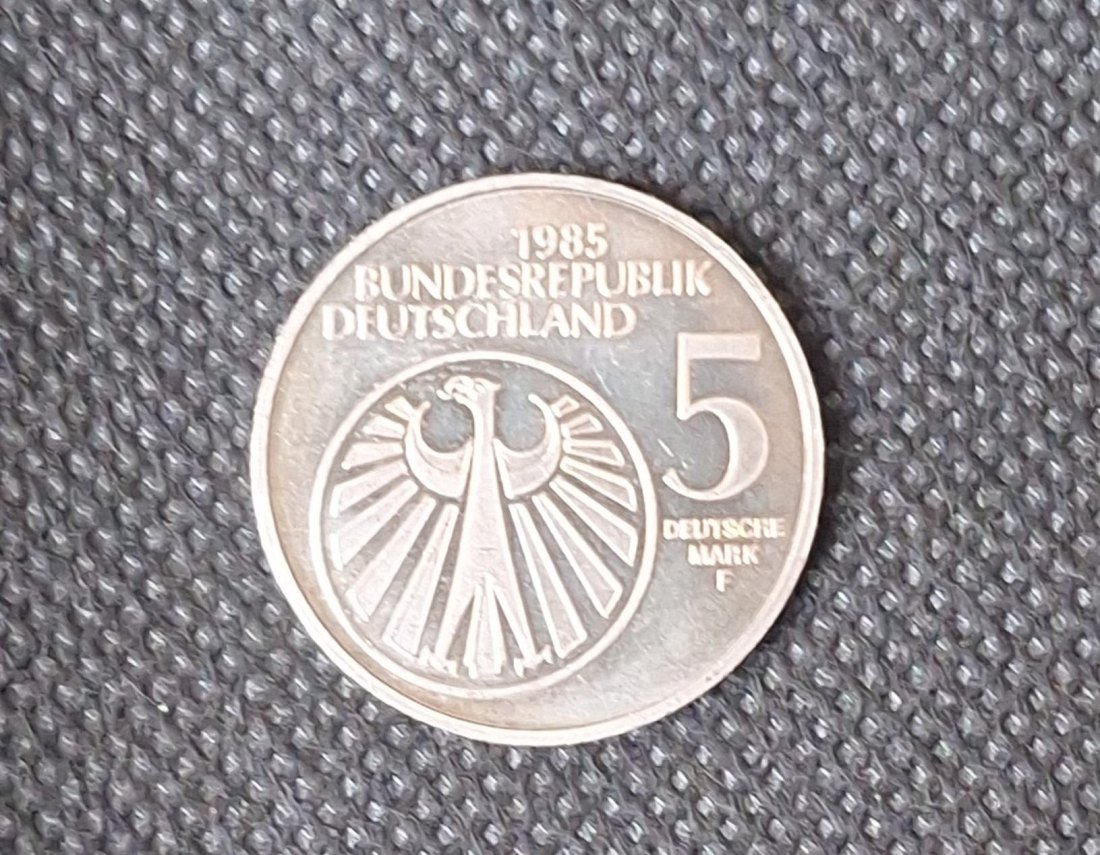 1985
BUNDESREPUBLIK
DEUTSCHLAND
5
DEUTSCHE
MARK
F